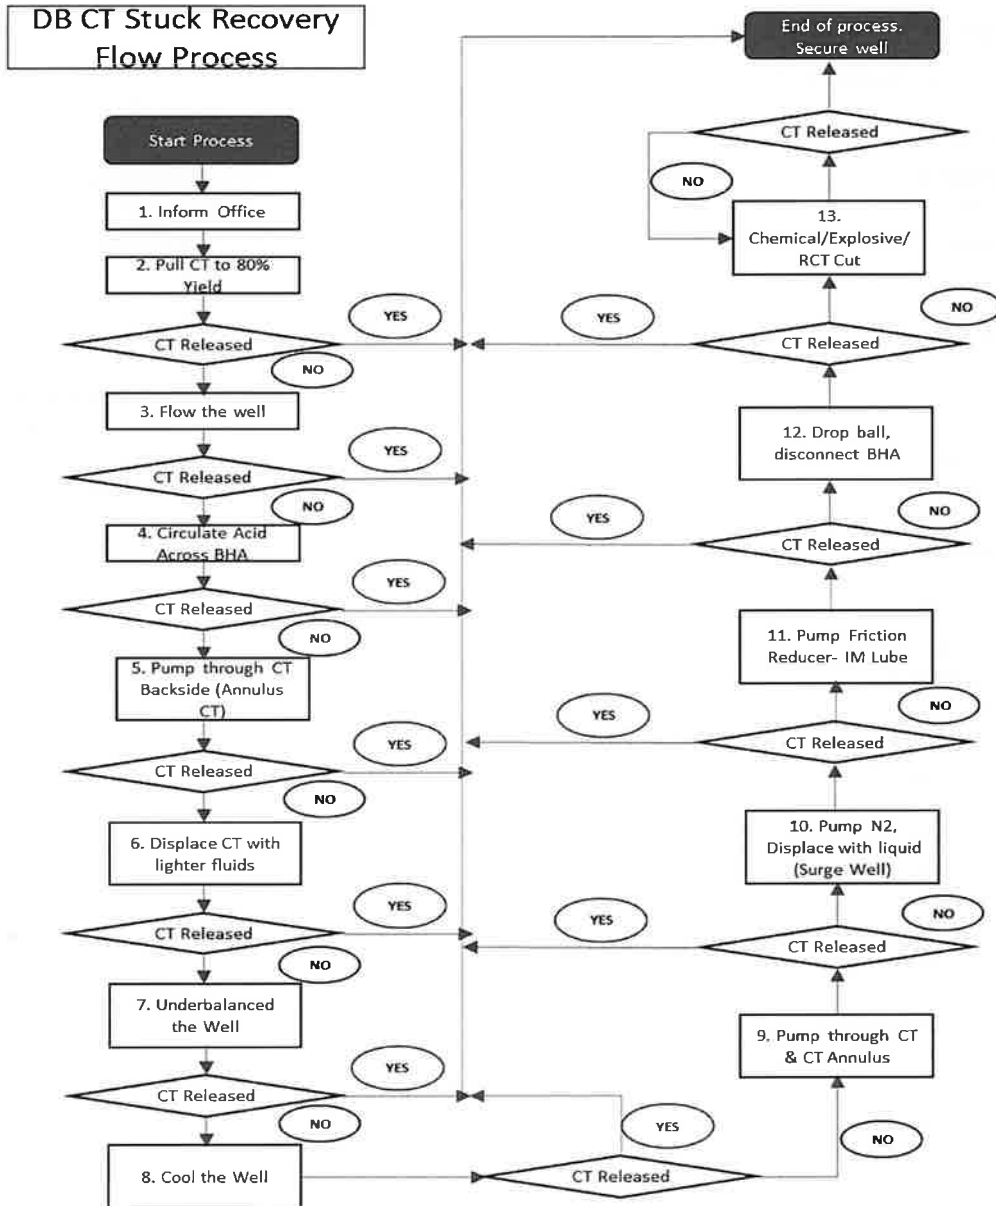 DB CT Stuck Recovery
Flow Process
Start Process
1. Inform Office
2. Pull CT to 80%
Yield
CT Released
YES
NO
3. Flow the well
CT Released
YES
NO
4. Circulate Acid
Across BHA
CT Released
YES
NO
5. Pump through CT
Backside (Annulus
CT)
CT Released
YES
NO
6. Displace CT with
lighter fluids
CT Released
YES
NO
7. Underbalanced
the Well
CT Released
YES
NO
8. Cool the Well
CT Released
YES
NO
9. Pump through CT
& CT Annulus
CT Released
YES
NO
10. Pump N2,
Displace with liquid
(Surge Well)
CT Released
YES
NO
11. Pump Friction
Reducer- IM Lube
CT Released
YES
NO
12. Drop ball,
disconnect BHA
CT Released
YES
NO
13.
Chemical/Explosive/
RCT Cut
CT Released
NO
End of process.
Secure well